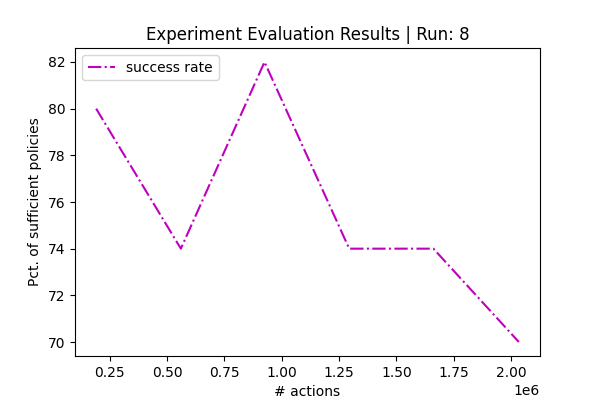 Experiment Evaluation Results | Run: 8
success rate
Pct. of sufficient policies
82
80
78
76
74
72
70
0.25 0.50 0.75 1.00 1.25 1.50 1.75 2.00
1e6
# actions